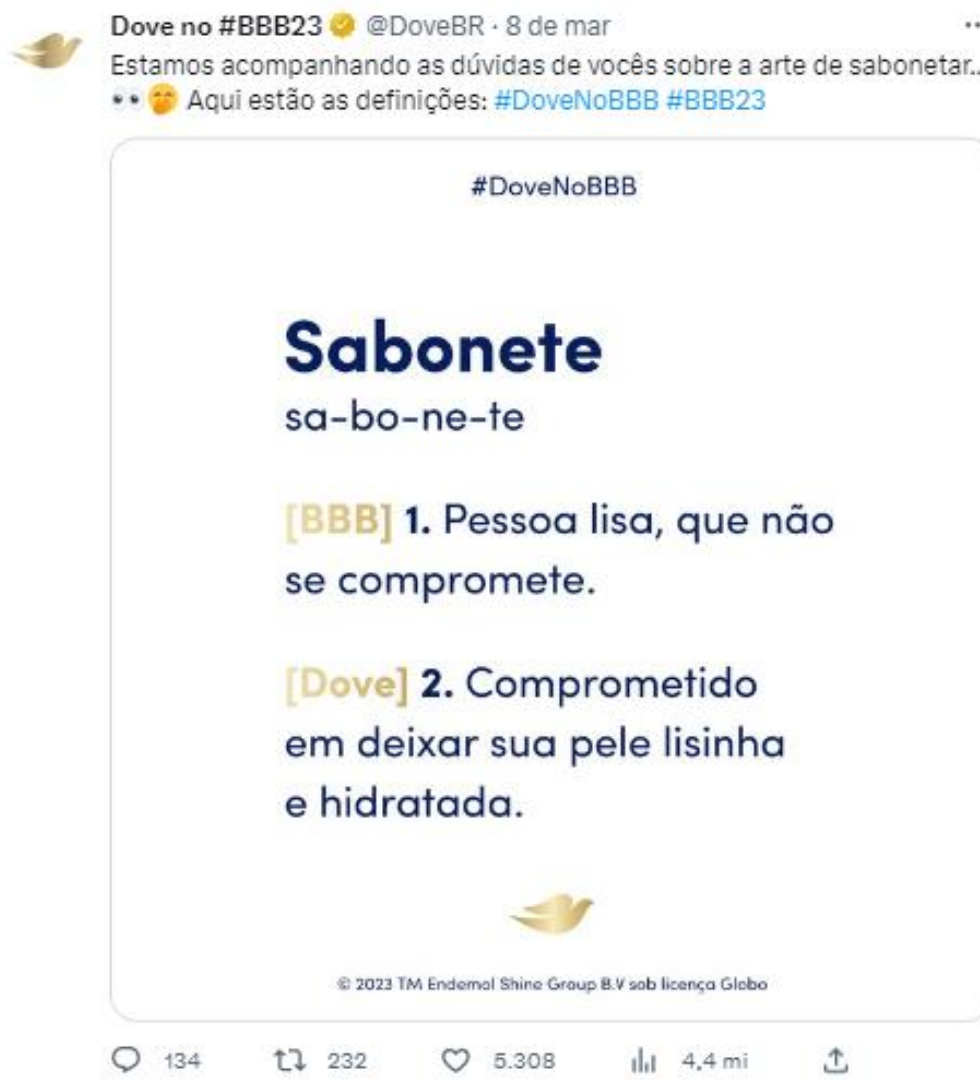 Dove no #BBB23 @DoveBR · 8 de mar
Estamos acompanhando as dúvidas de vocês sobre a arte de sabonetar..
👀🤭 Aqui estão as definições: #DoveNoBBB #BBB23
#DoveNoBBB
Sabonete
sa-bo-ne-te
[BBB] 1. Pessoa lisa, que não
se compromete.
[Dove] 2. Comprometido
em deixar sua pele lisinha
e hidratada.
© 2023 TM Endemol Shine Group B.V sob licença Globo
134 232 5.308 4,4 mi